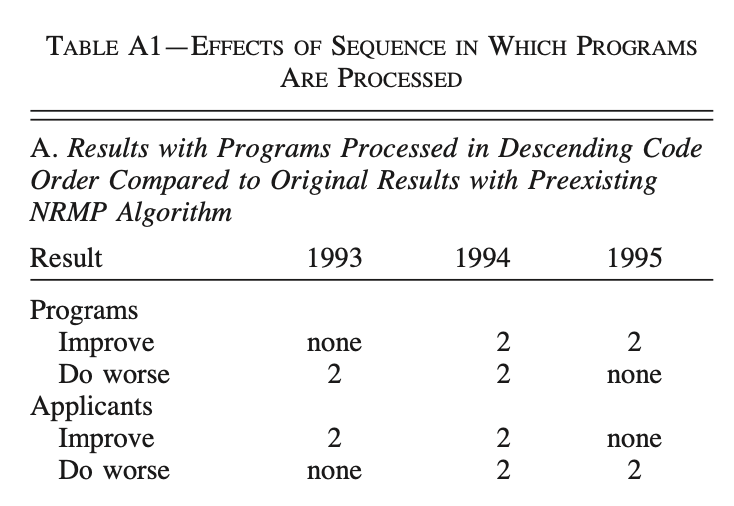 TABLE A1—EFFECTS OF SEQUENCE IN WHICH PROGRAMS
ARE PROCESSED
A. Results with Programs Processed in Descending Code
Order Compared to Original Results with Preexisting
NRMP Algorithm
Result 1993 1994 1995
Programs
Improve none 2 2
Do worse 2 2 none
Applicants
Improve 2 2 none
Do worse none 2 2